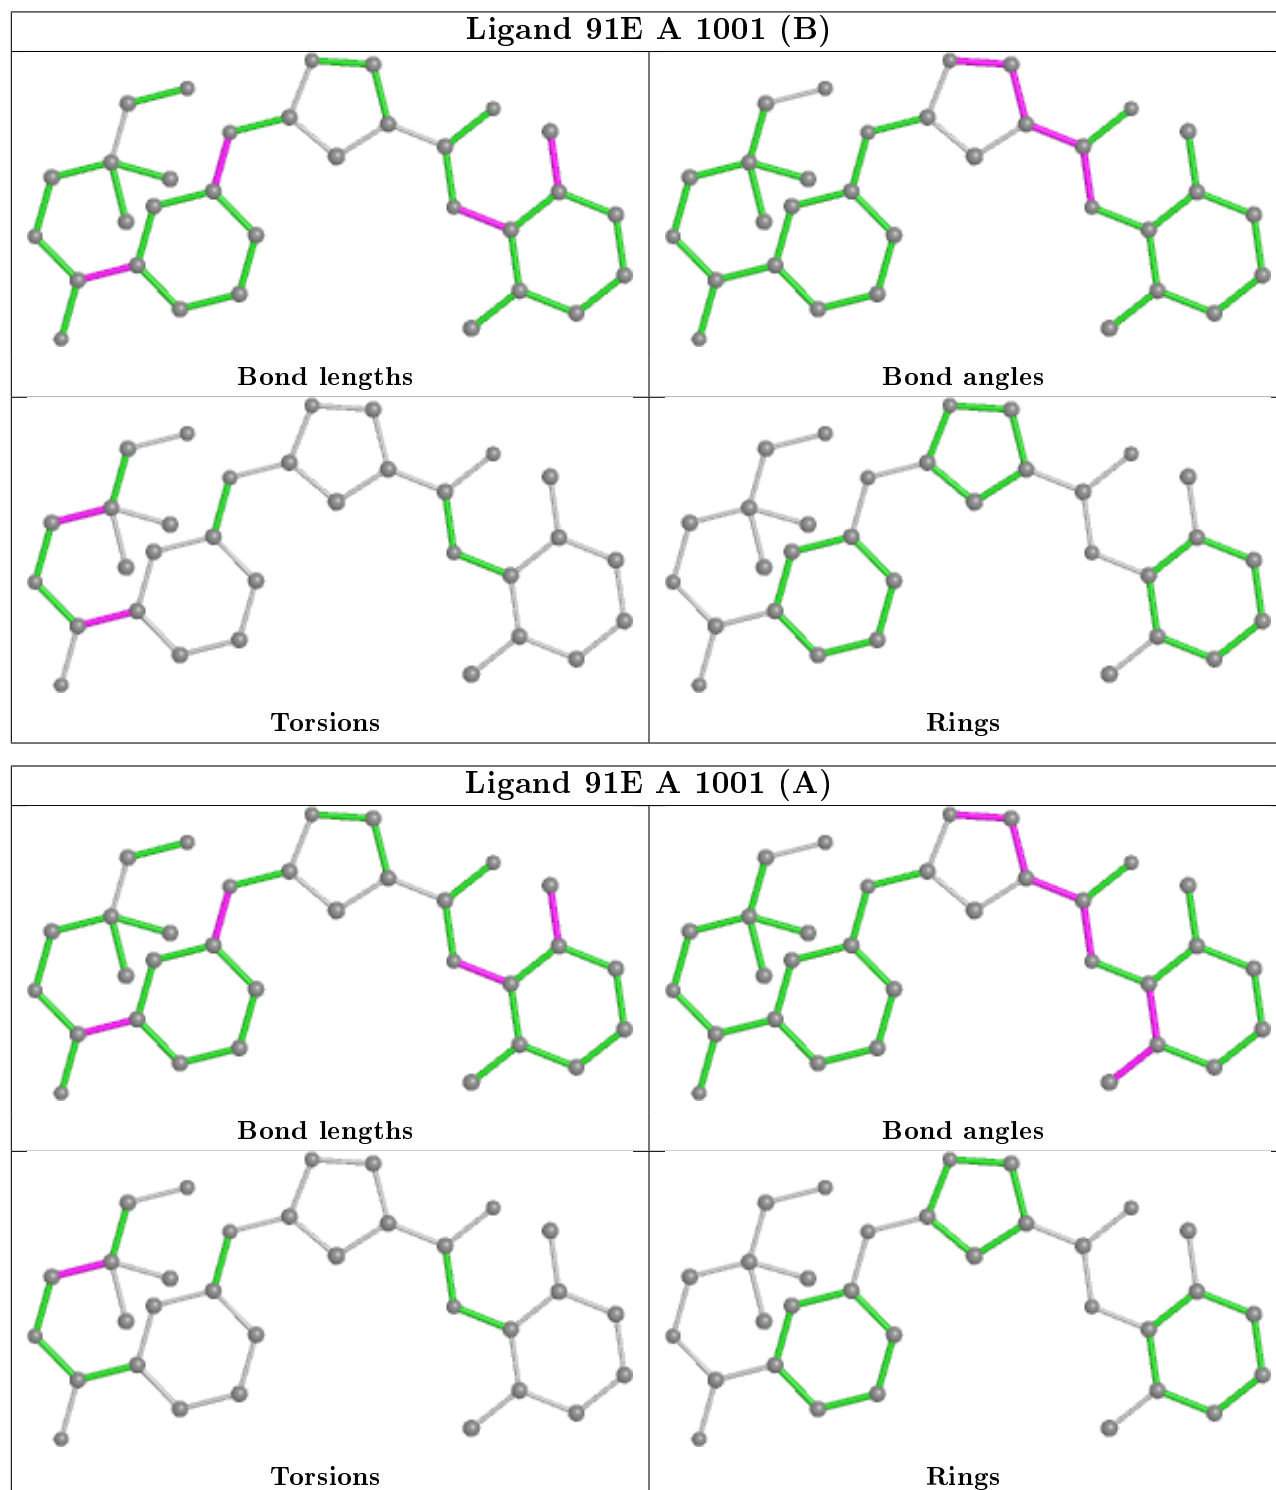 Ligand 91E A 1001 (B)
Bond lengths
Bond angles
Torsions
Rings
Ligand 91E A 1001 (A)
Bond lengths
Bond angles
Torsions
Rings